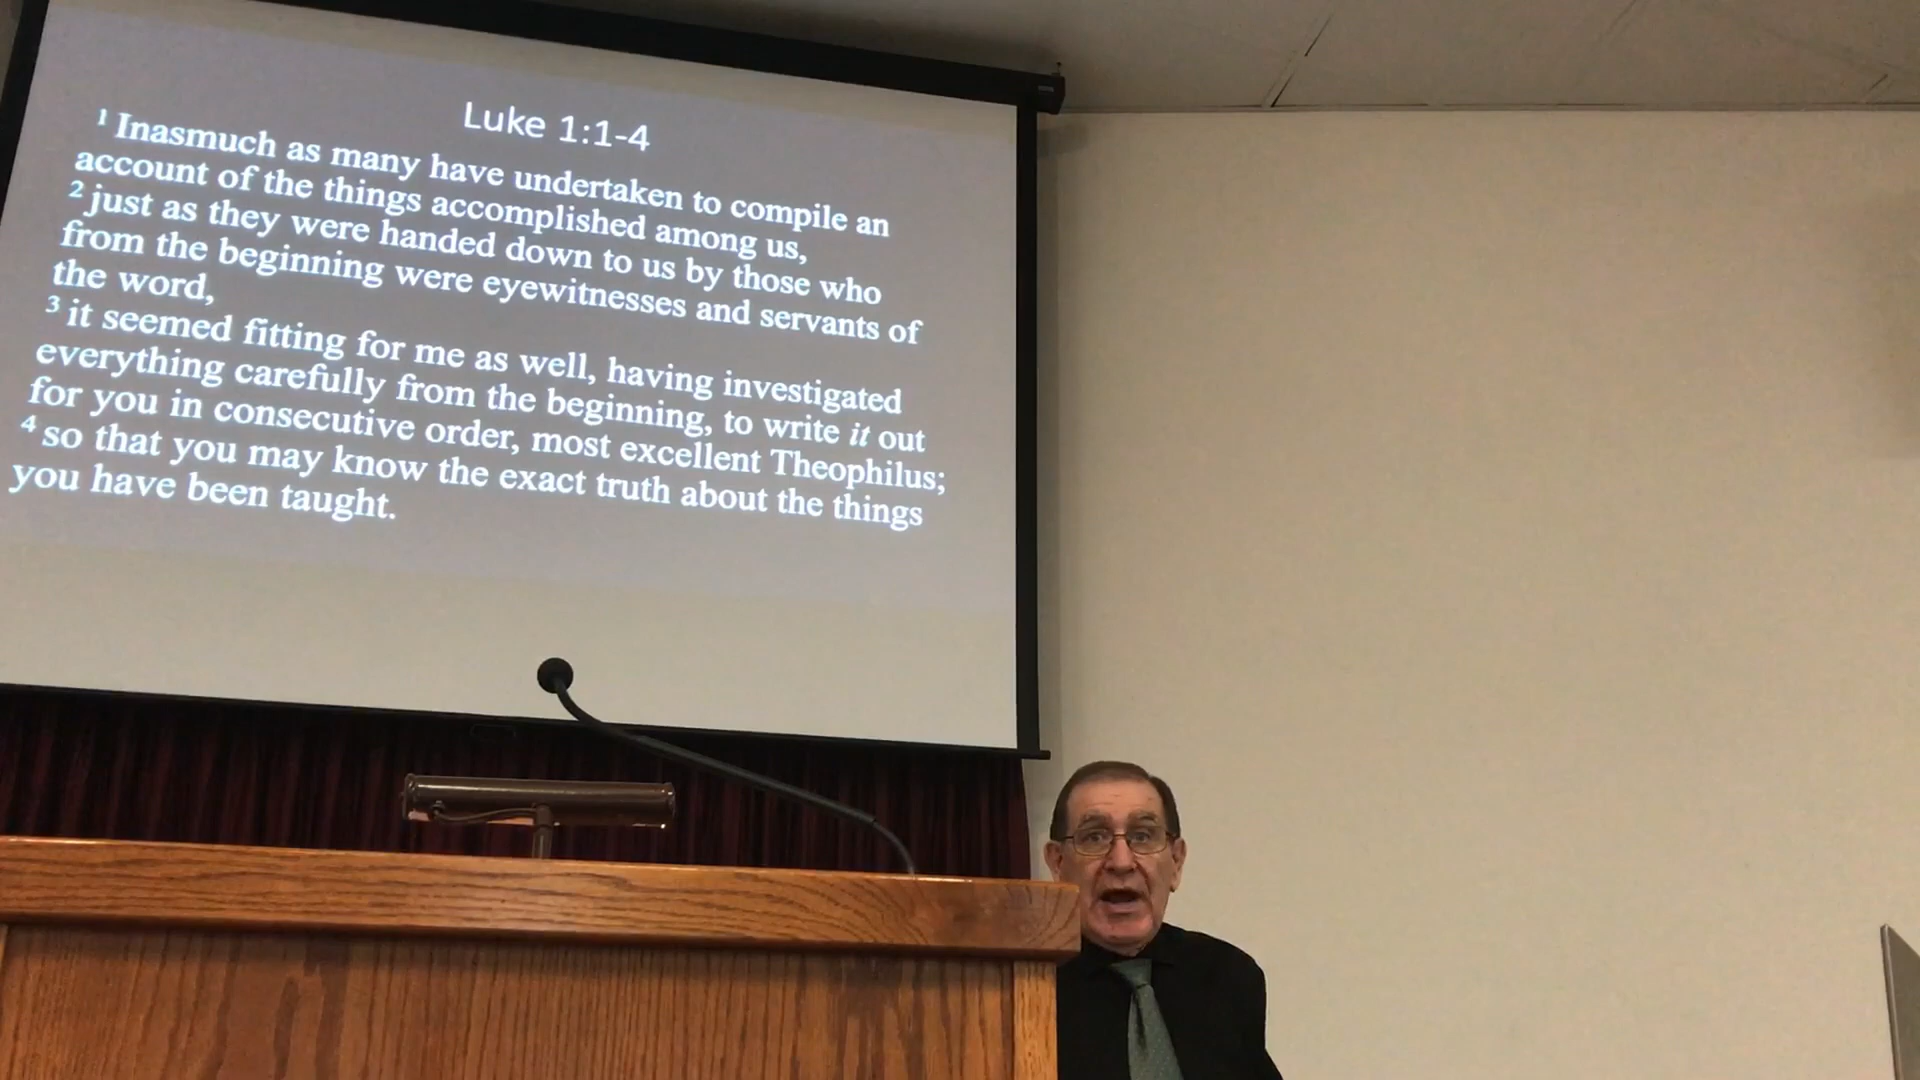 Luke 1:1-4
1 Inasmuch as many have undertaken to compile an
account of the things accomplished among us,
2 just as they were handed down to us by those who
from the beginning were eyewitnesses and servants of
the word,
3 it seemed fitting for me as well, having investigated
everything carefully from the beginning, to write it out
for you in consecutive order, most excellent Theophilus;
4 so that you may know the exact truth about the things
you have been taught.